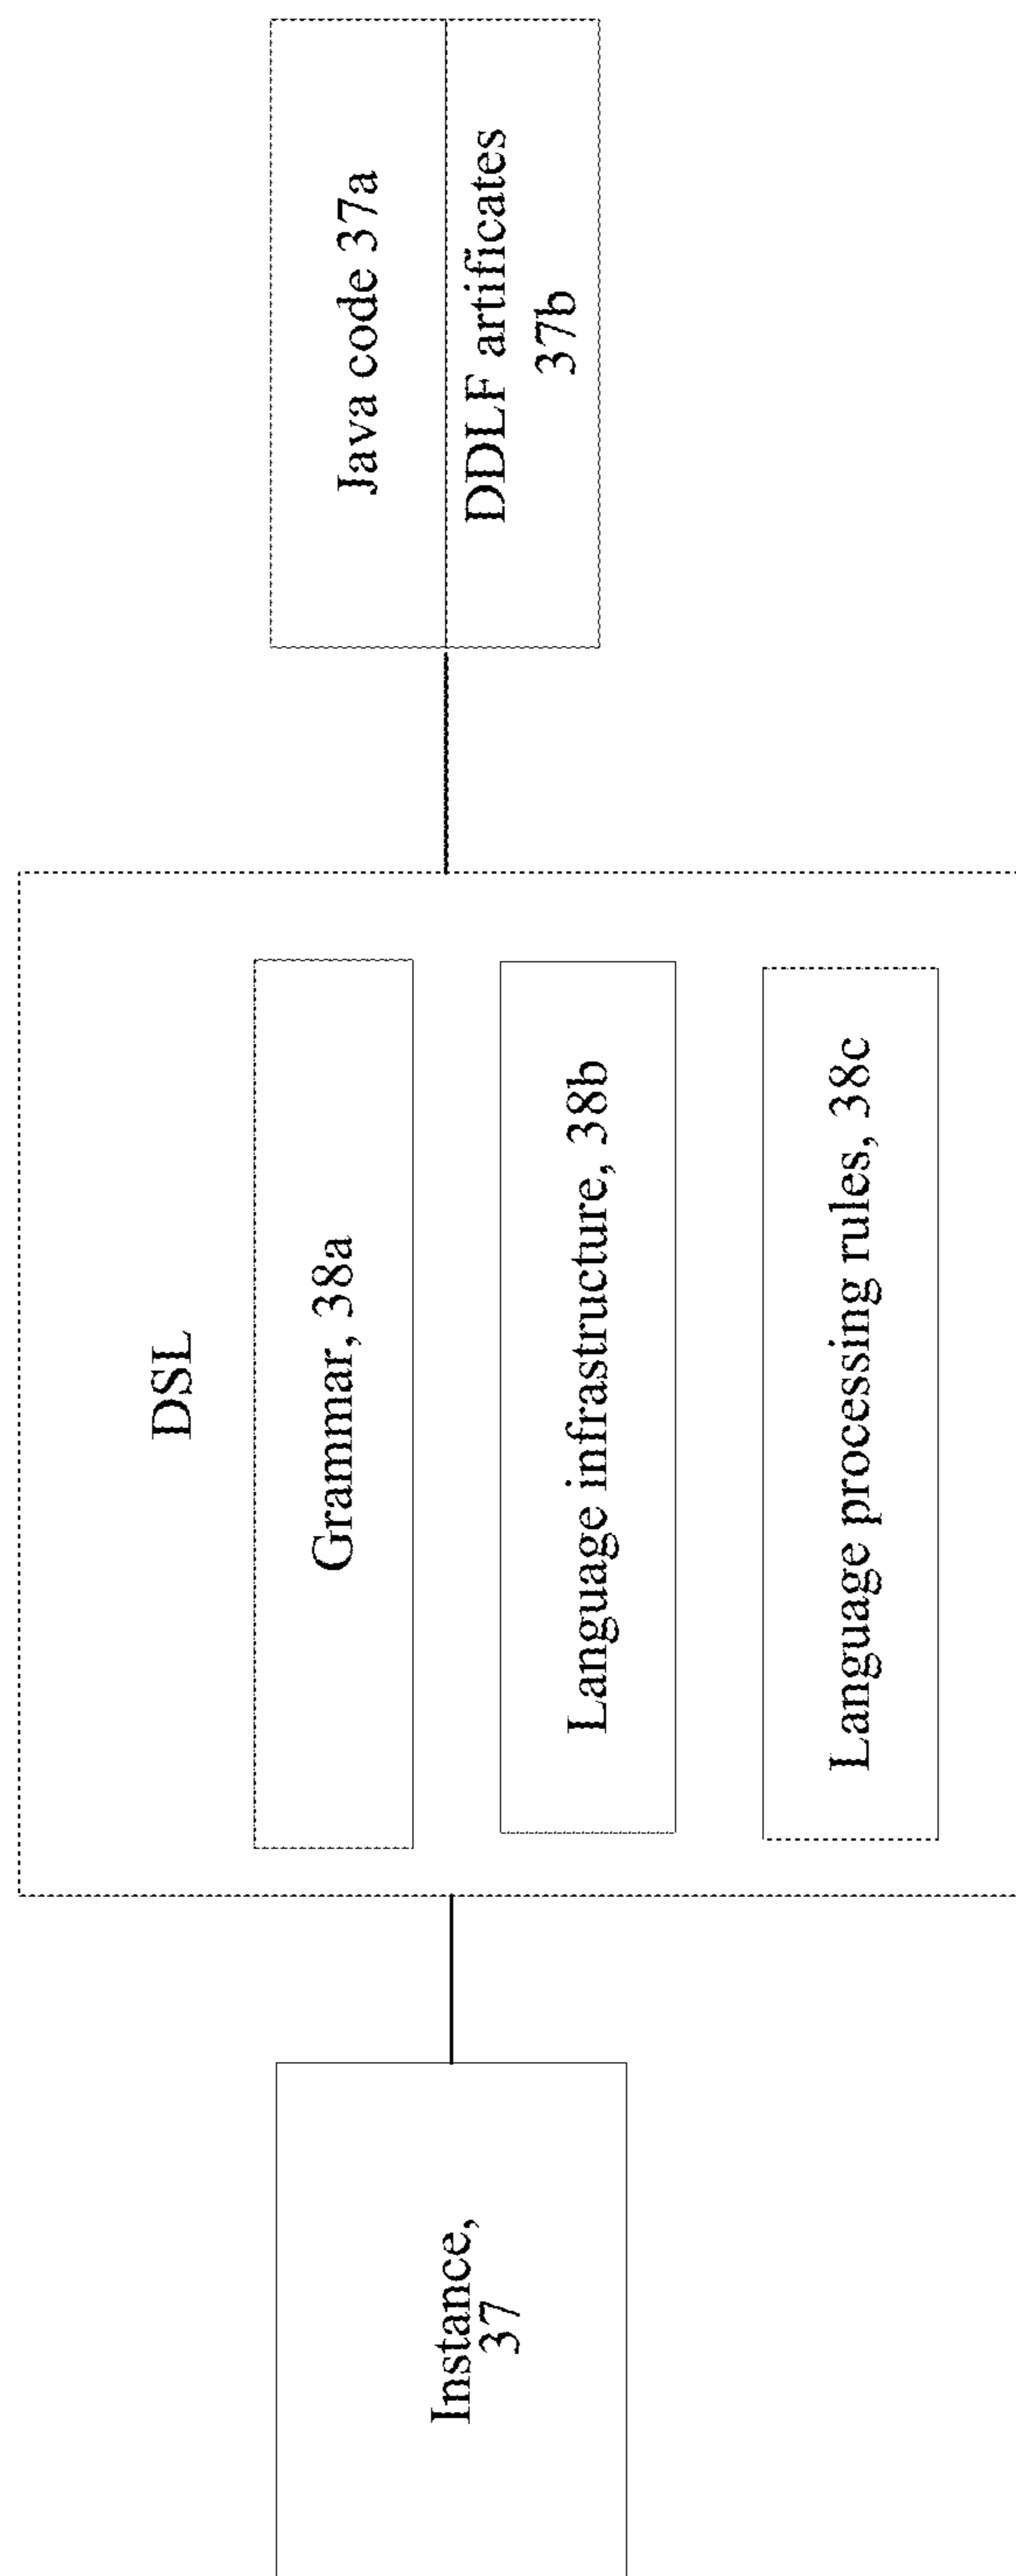 Instance,
37
DSL
Grammar, 38a
Language infrastructure, 38b
Language processing rules, 38c
Java code 37a
DDLF artificates
37b